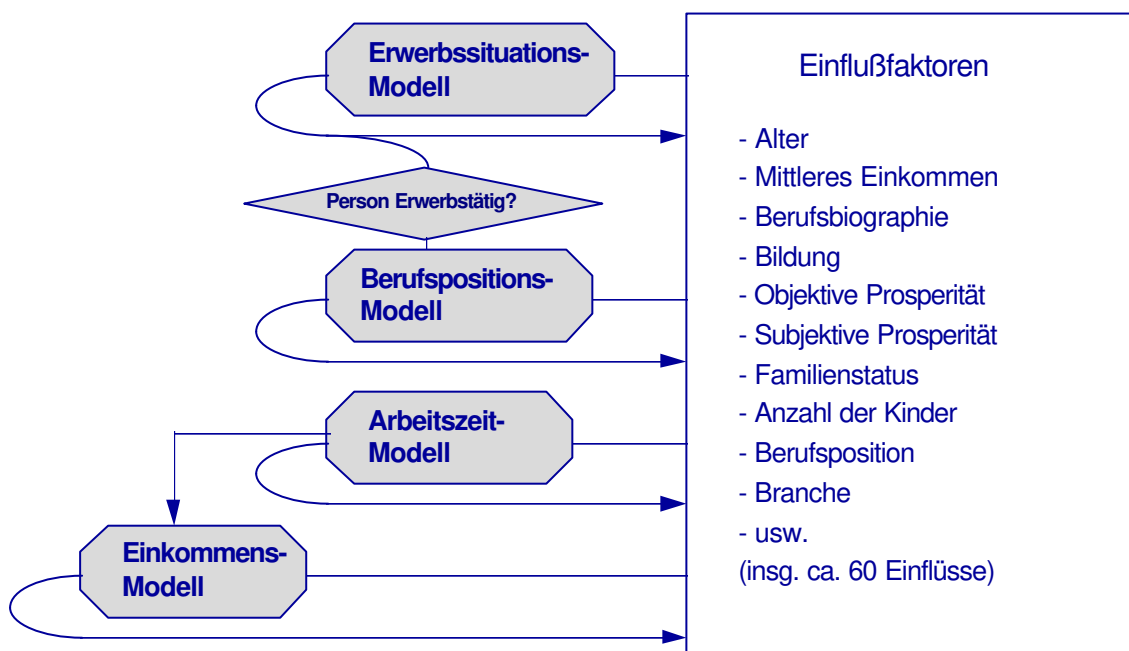 Erwerbssituations-
Modell
Person Erwerbstätig?
Berufspositions-
Modell
Arbeitszeit-
Modell
Einkommens-
Modell
Einflußfaktoren
- Alter
- Mittleres Einkommen
- Berufsbiographie
- Bildung
- Objektive Prosperität
- Subjektive Prosperität
- Familienstatus
- Anzahl der Kinder
- Berufsposition
- Branche
- usw.
(insg. ca. 60 Einflüsse)